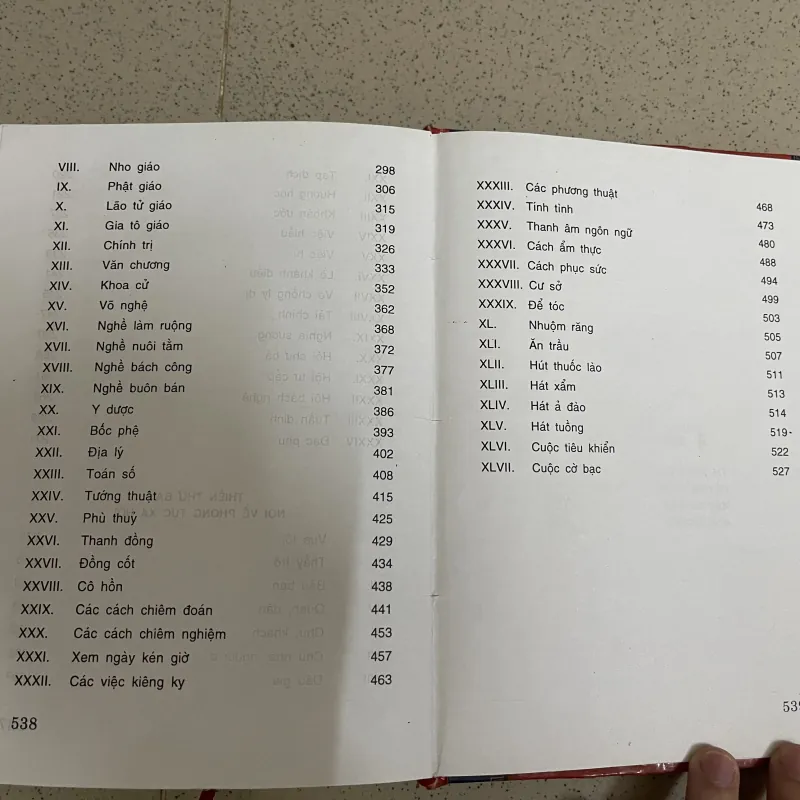 VIII. Nho giáo 298
IX. Phật giáo 306
X. Lão tử giáo 315
XI. Gia tô giáo 319
XII. Chính trị 326
XIII. Văn chương 333
XIV. Khoa cử 352
XV. Võ nghệ 362
XVI. Nghề làm ruộng 368
XVII. Nghề nuôi tằm 372
XVIII. Nghề bách công 377
XIX. Nghề buôn bán 381
XX. Y dược 386
XXI. Bốc phệ 393
XXII. Địa lý 402
XXIII. Toán số 408
XXIV. Tướng thuật 415
XXV. Phù thuỷ 425
XXVI. Thanh đồng 429
XXVII. Đồng cốt 434
XXVIII. Cô hồn 438
XXIX. Các cách chiêm đoán 441
XXX. Các cách chiêm nghiệm 453
XXXI. Xem ngày kén giờ 457
XXXII. Các việc kiêng kỵ 463
538
XXXIII. Các phương thuật 468
XXXIV. Tính tình 473
XXXV. Thanh âm ngôn ngữ 480
XXXVI. Cách ẩm thực 488
XXXVII. Cách phục sức 494
XXXVIII. Cư sở 499
XXXIX. Để tóc 503
XL. Nhuộm răng 505
XLI. Ăn trầu 507
XLII. Hút thuốc lào 511
XLIII. Hát xẩm 513
XLIV. Hát ả đào 514
XLV. Hát tuồng 519
XLVI. Cuộc tiêu khiển 522
XLVII. Cuộc cờ bạc 527
539